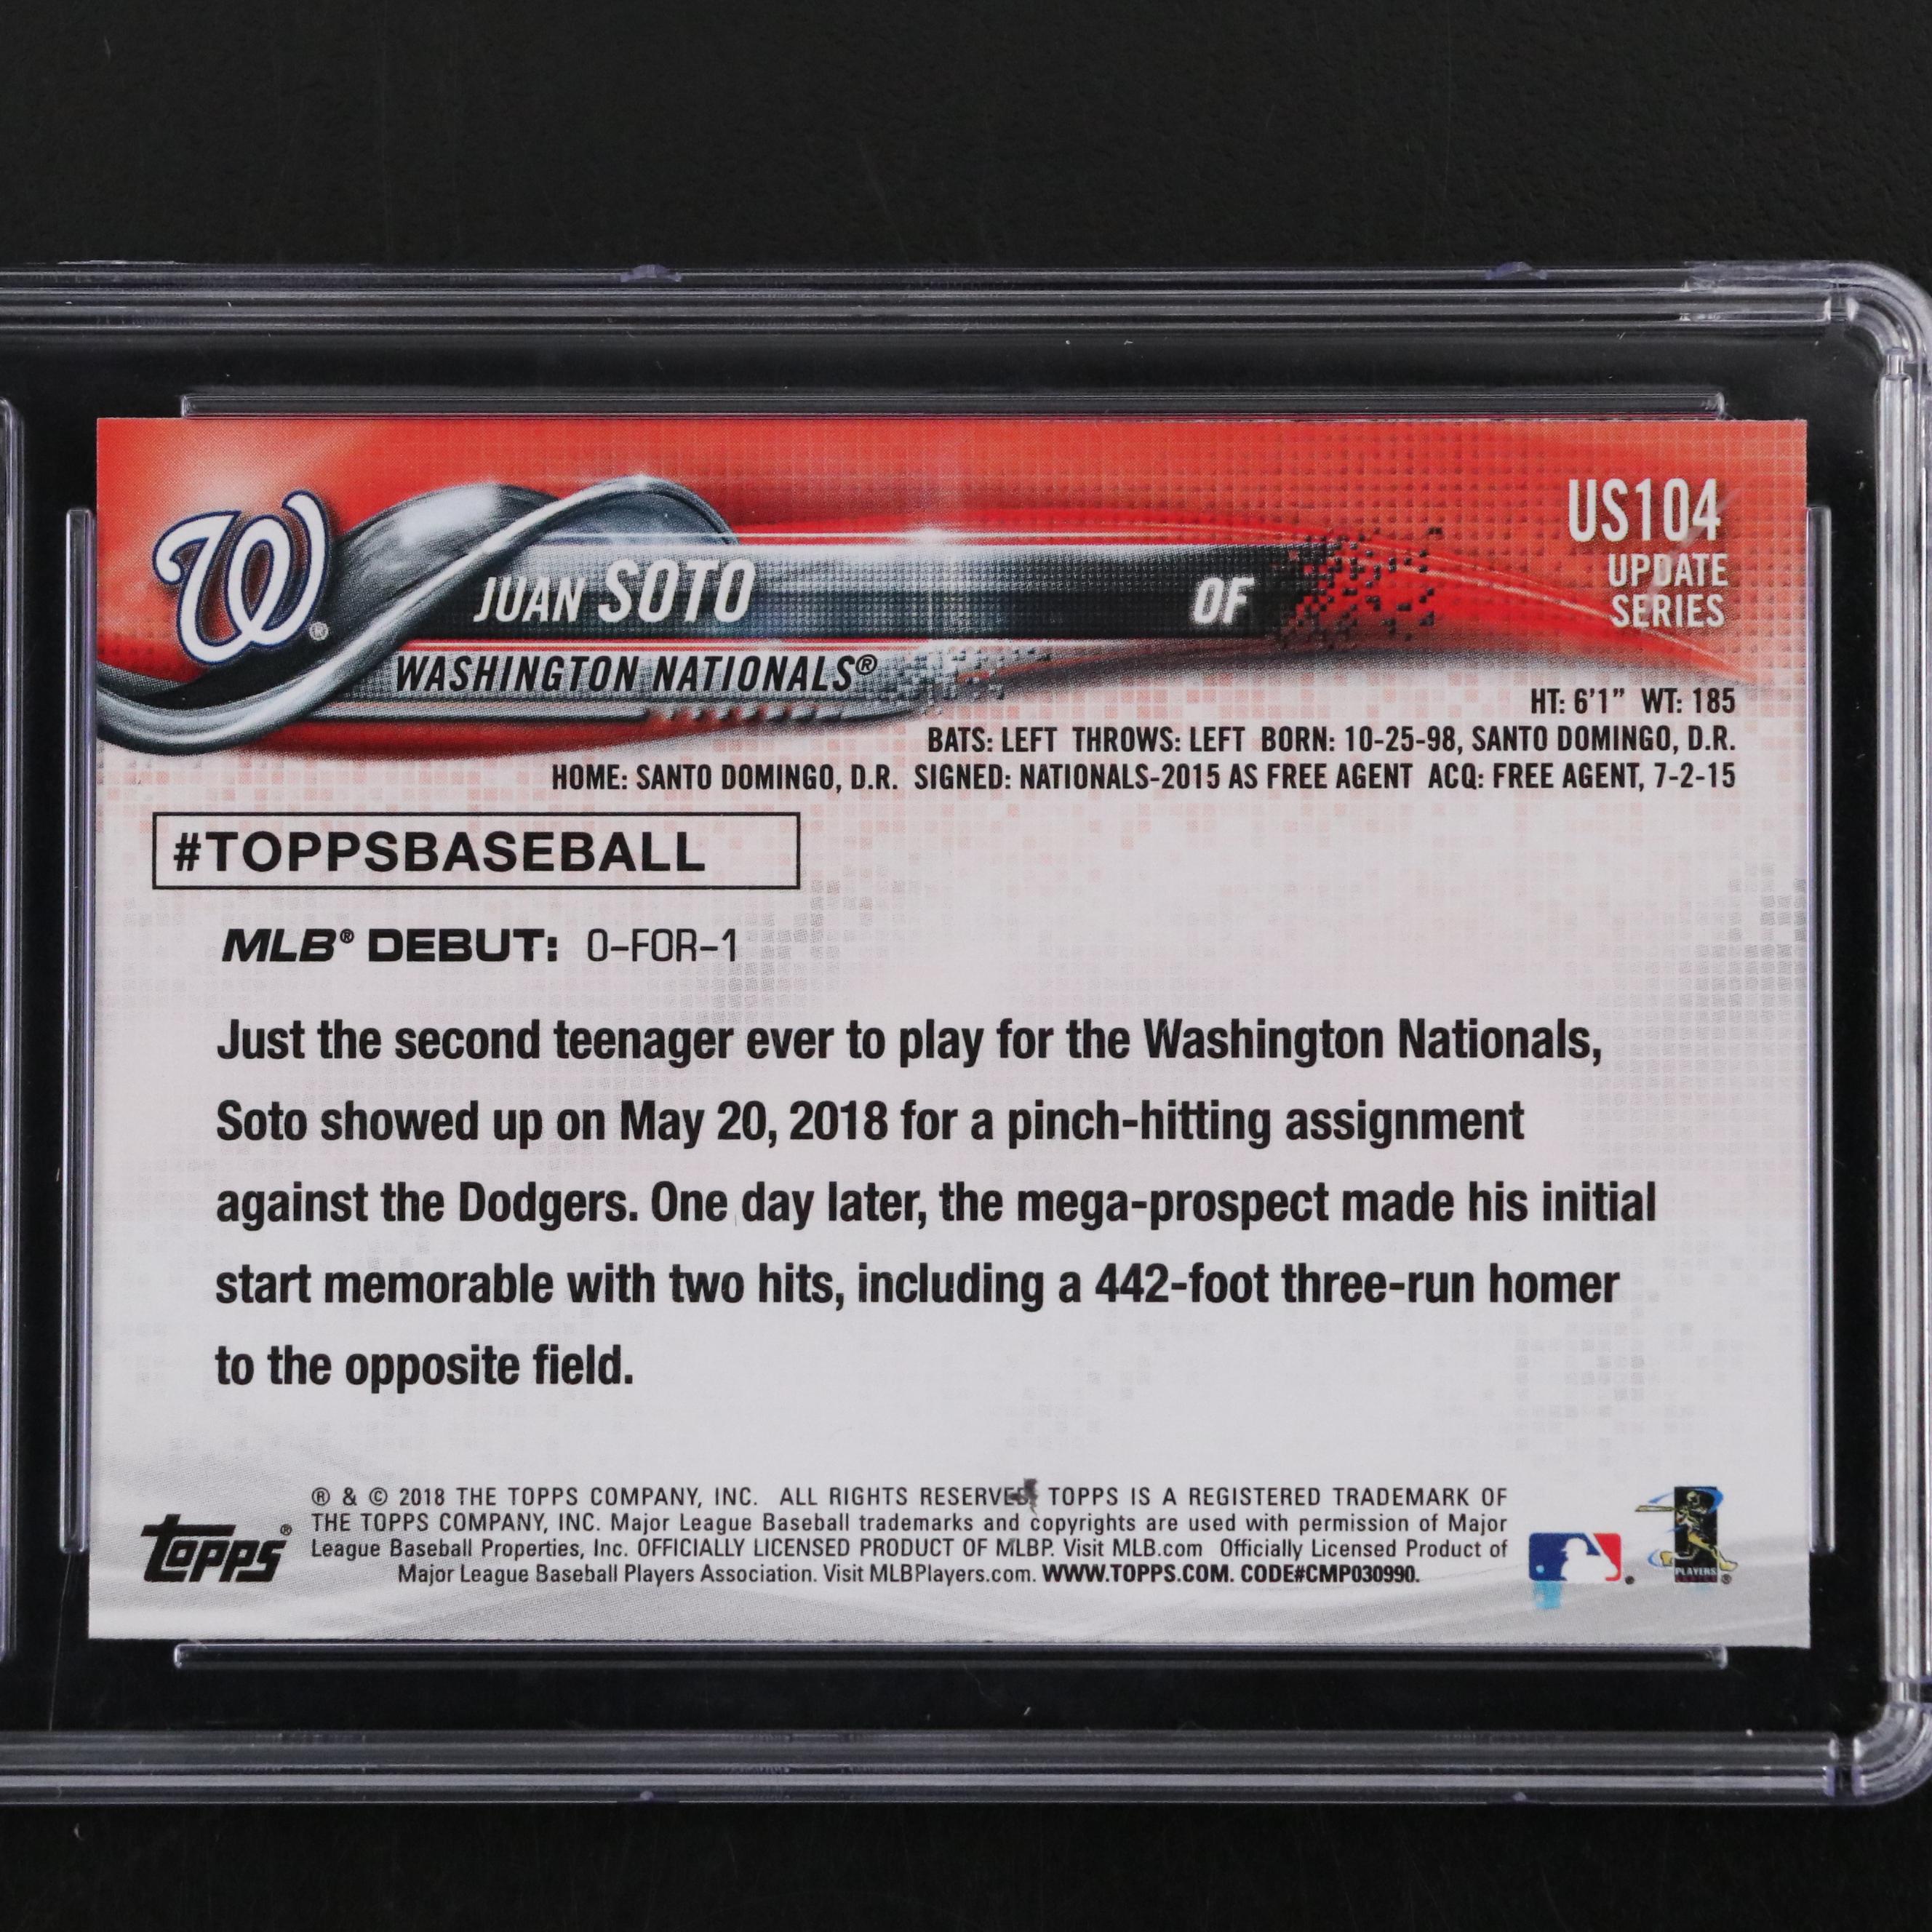 W®
JUAN SOTO OF
WASHINGTON NATIONALS®
US104
UPDATE
SERIES
HT: 6'1" WT: 185
BATS: LEFT THROWS: LEFT BORN: 10-25-98, SANTO DOMINGO, D.R.
HOME: SANTO DOMINGO, D.R. SIGNED: NATIONALS-2015 AS FREE AGENT ACQ: FREE AGENT, 7-2-15
#TOPPSBASEBALL
MLB® DEBUT: 0-FOR-1
Just the second teenager ever to play for the Washington Nationals,
Soto showed up on May 20, 2018 for a pinch-hitting assignment
against the Dodgers. One day later, the mega-prospect made his initial
start memorable with two hits, including a 442-foot three-run homer
to the opposite field.
topps®
® & © 2018 THE TOPPS COMPANY, INC. ALL RIGHTS RESERVED. TOPPS IS A REGISTERED TRADEMARK OF
THE TOPPS COMPANY, INC. Major League Baseball trademarks and copyrights are used with permission of Major
League Baseball Properties, Inc. OFFICIALLY LICENSED PRODUCT OF MLBP. Visit MLB.com Officially Licensed Product of
Major League Baseball Players Association. Visit MLBPlayers.com. WWW.TOPPS.COM. CODE#CMP030990.
PLAYERS
®